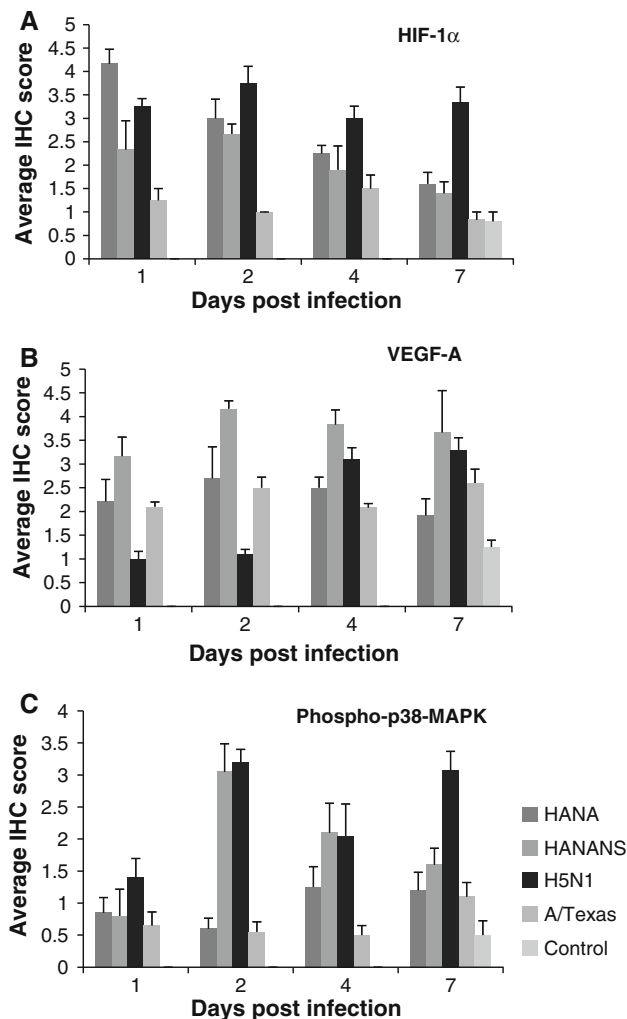 A
HIF-1α
Average IHC score
5
4.5
4
3.5
3
2.5
2
1.5
1
0.5
0
1 2 4 7
Days post infection
B
VEGF-A
Average IHC score
5
4.5
4
3.5
3
2.5
2
1.5
1
0.5
0
1 2 4 7
Days post infection
C
Phospho-p38-MAPK
Average IHC score
4
3.5
3
2.5
2
1.5
1
0.5
0
1 2 4 7
Days post infection
HANA
HANANS
H5N1
A/Texas
Control